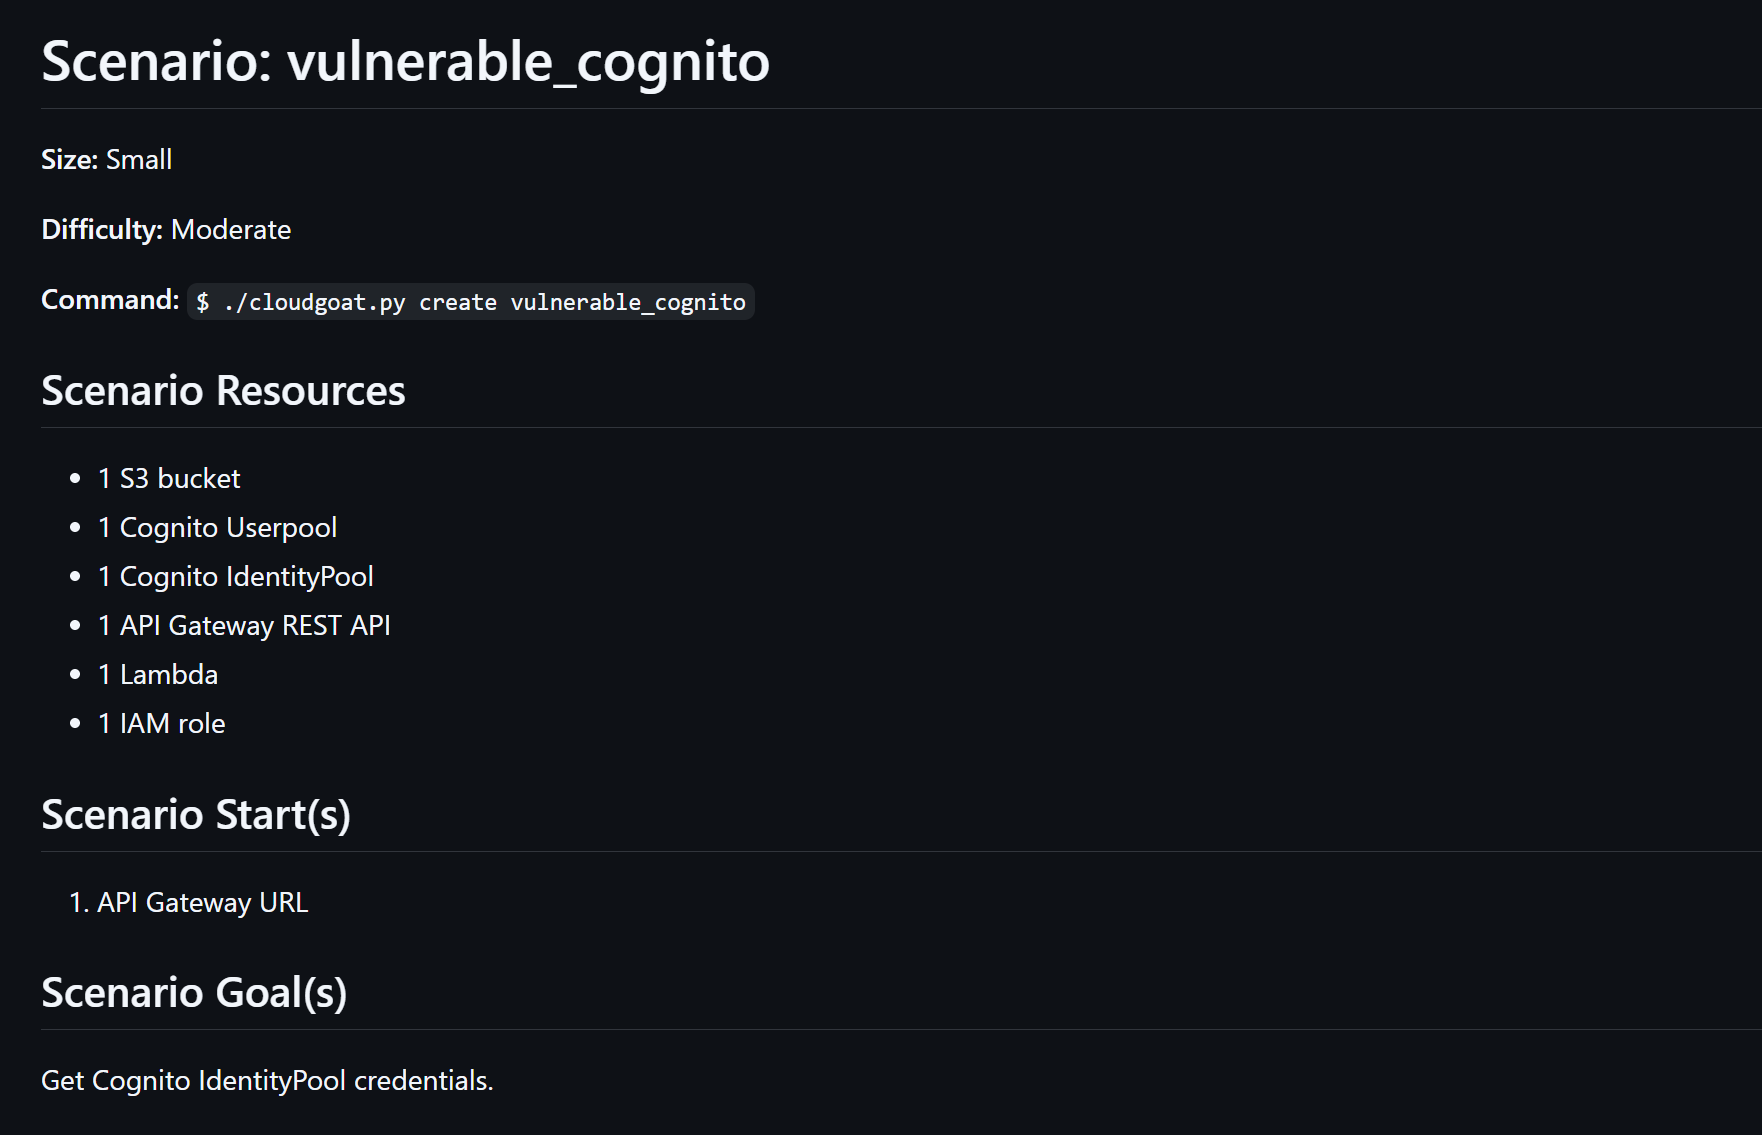 Scenario: vulnerable_cognito
Size: Small
Difficulty: Moderate
Command: $ ./cloudgoat.py create vulnerable_cognito
Scenario Resources
• 1 S3 bucket
• 1 Cognito Userpool
• 1 Cognito IdentityPool
• 1 API Gateway REST API
• 1 Lambda
• 1 IAM role
Scenario Start(s)
1. API Gateway URL
Scenario Goal(s)
Get Cognito IdentityPool credentials.